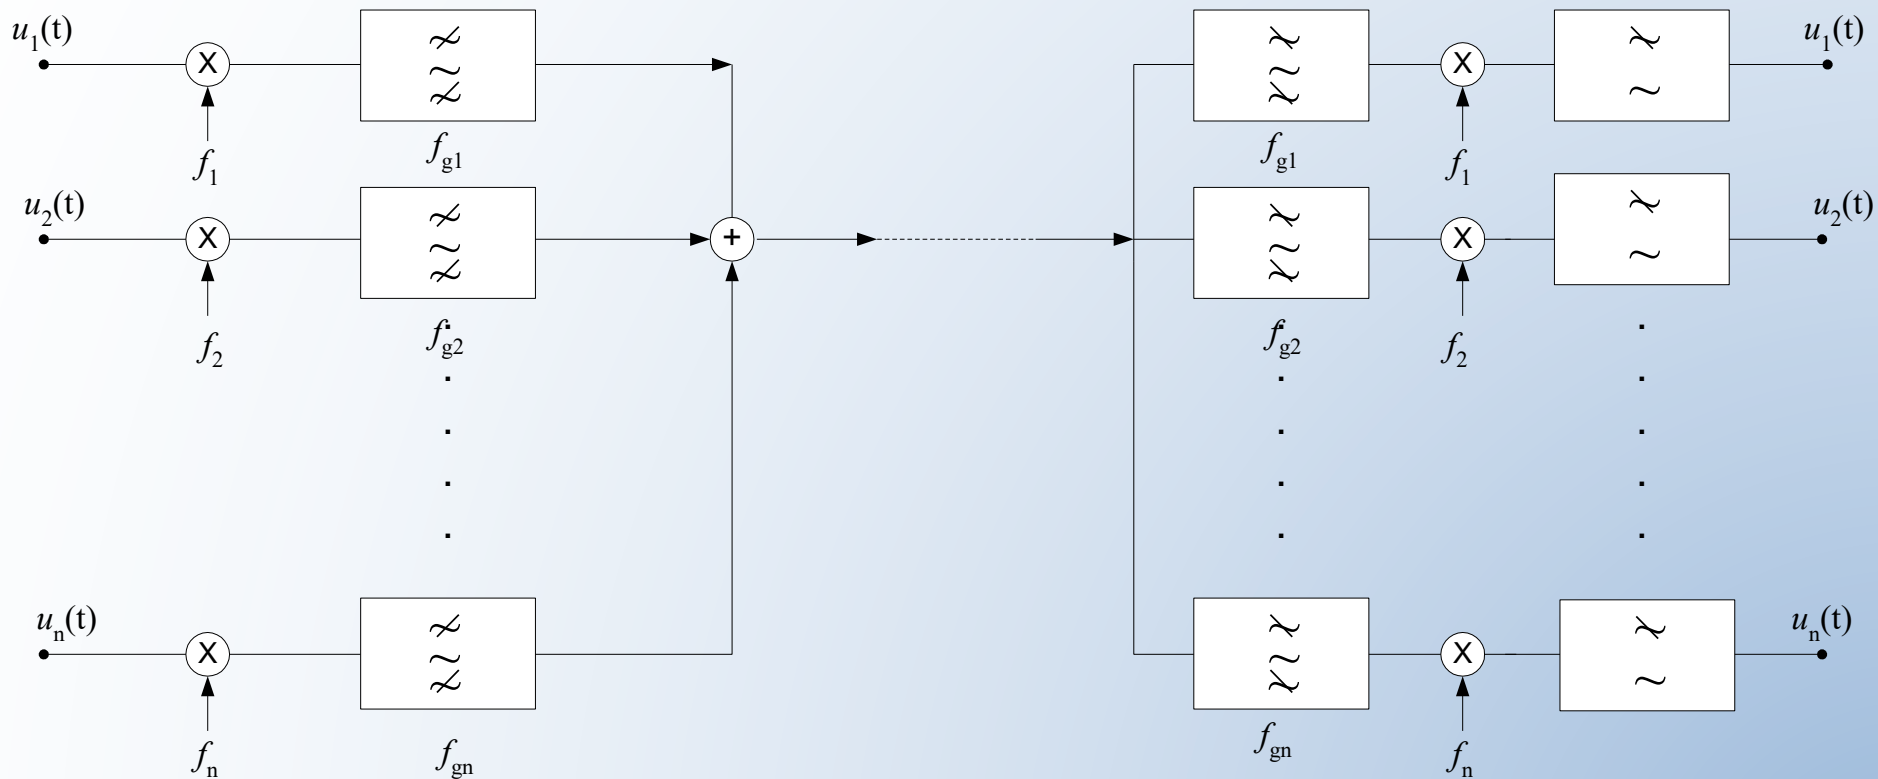 u1(t) X f1 fg1 fg1 X f1 u1(t)
u2(t) X f2 fg2 + fg2 X f2 u2(t)
un(t) X fn fgn fgn X fn un(t)